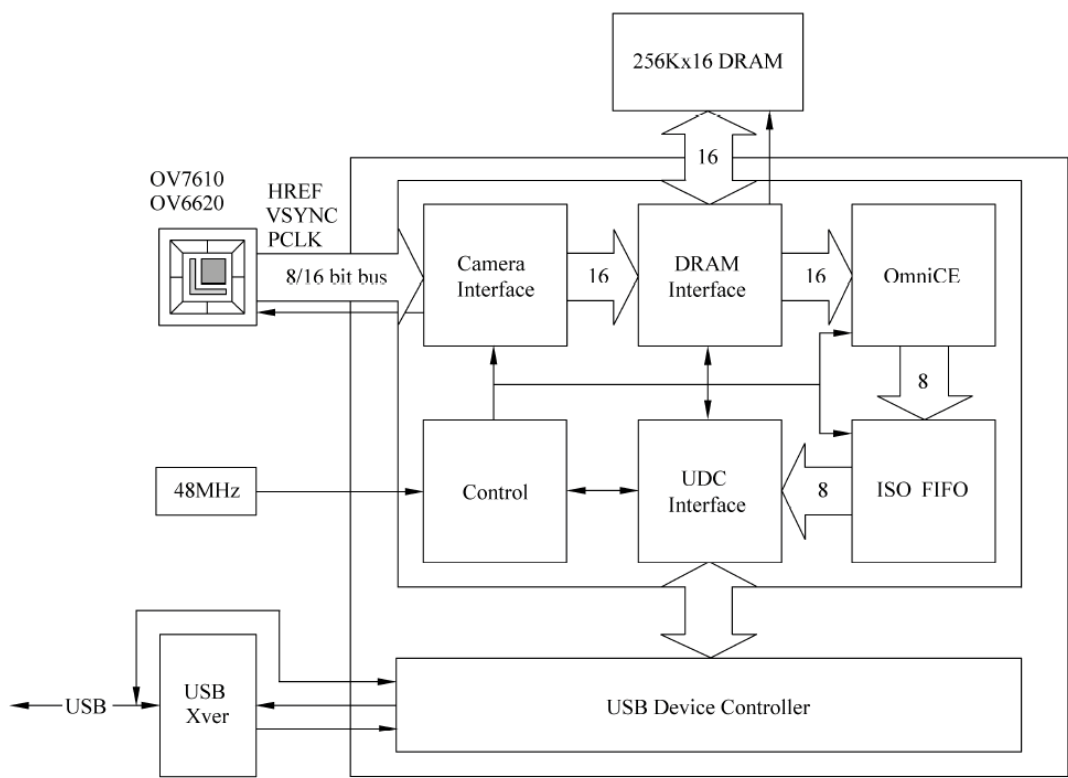 256Kx16 DRAM
16
OV7610
OV6620
HREF
VSYNC
PCLK
8/16 bit bus
Camera
Interface
16
DRAM
Interface
16
OmniCE
8
48MHz
Control
UDC
Interface
8
ISO FIFO
USB
USB
Xver
USB Device Controller